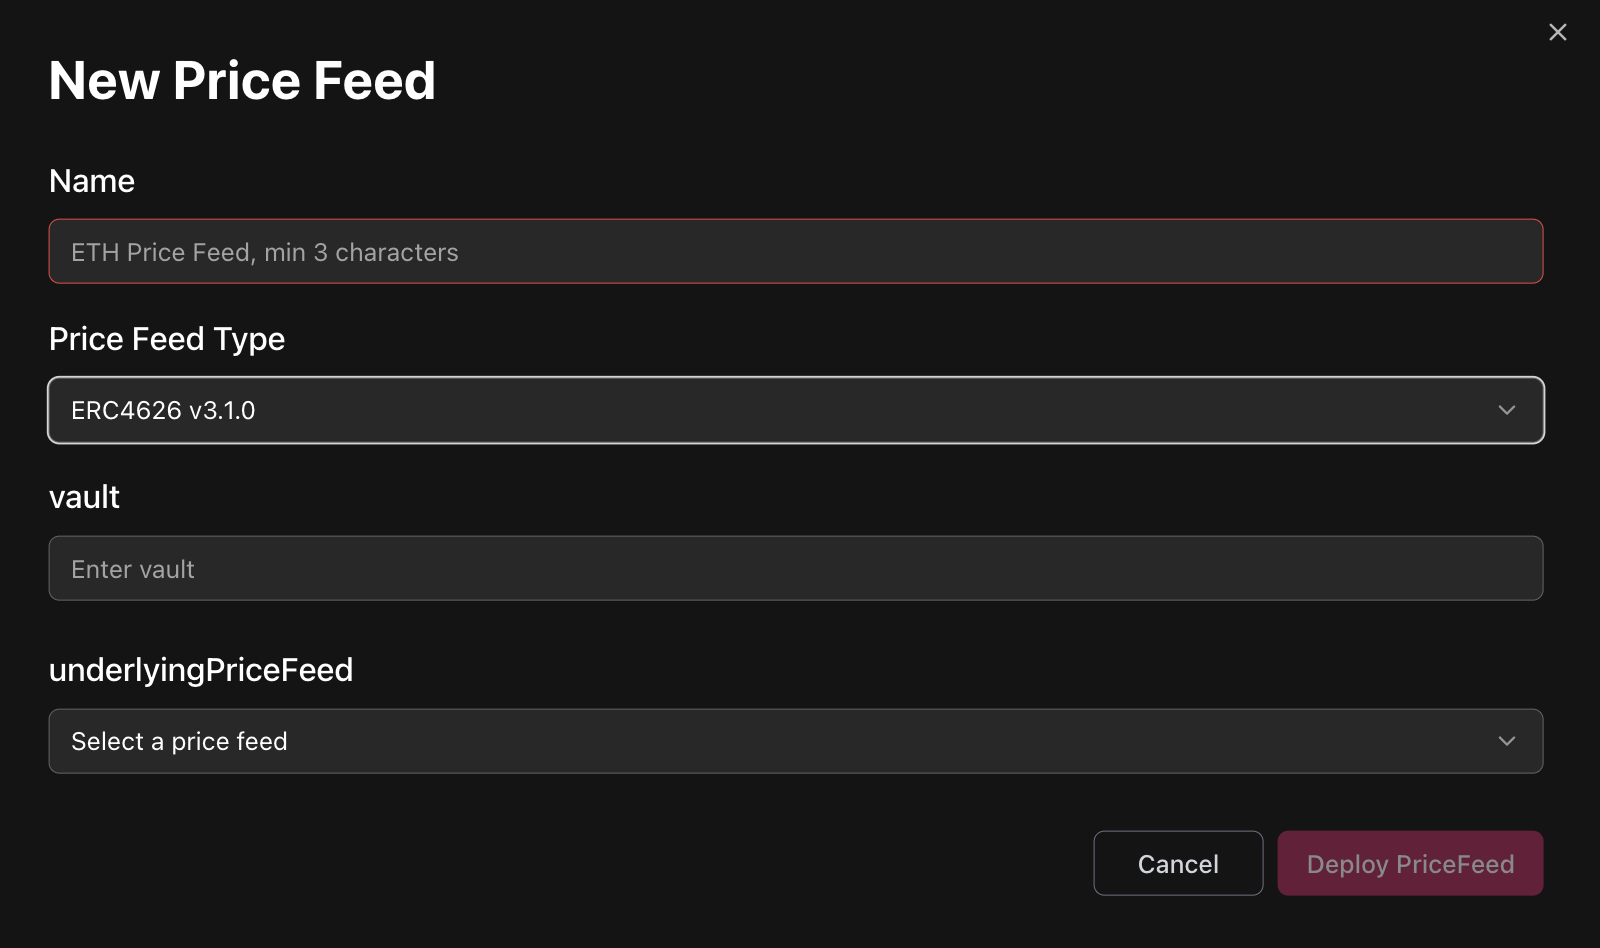 New Price Feed
Name
ETH Price Feed, min 3 characters
Price Feed Type
ERC4626 v3.1.0
vault
Enter vault
underlyingPriceFeed
Select a price feed
Cancel
Deploy PriceFeed